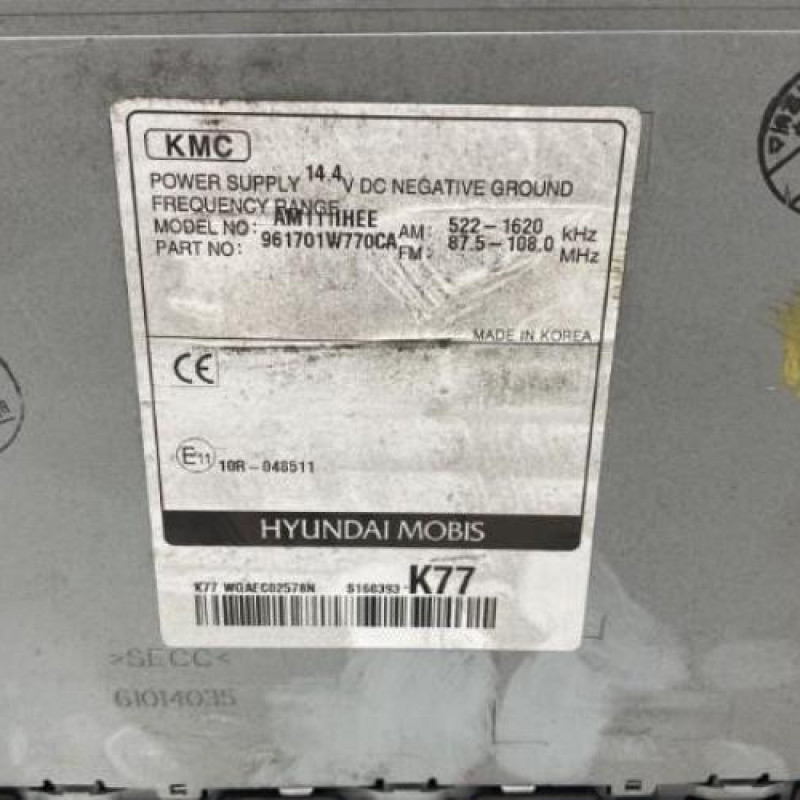 KMC
POWER SUPPLY 14.4 V DC NEGATIVE GROUND
FREQUENCY RANGE
MODEL NO: AM111IHEE AM: 522-1620 kHz
PART NO: 961701W770CA FM: 87.5-108.0 MHz
MADE IN KOREA
CE
E11 10R-046511
HYUNDAI MOBIS
K77 S166393-K77
>SECC<
61014035